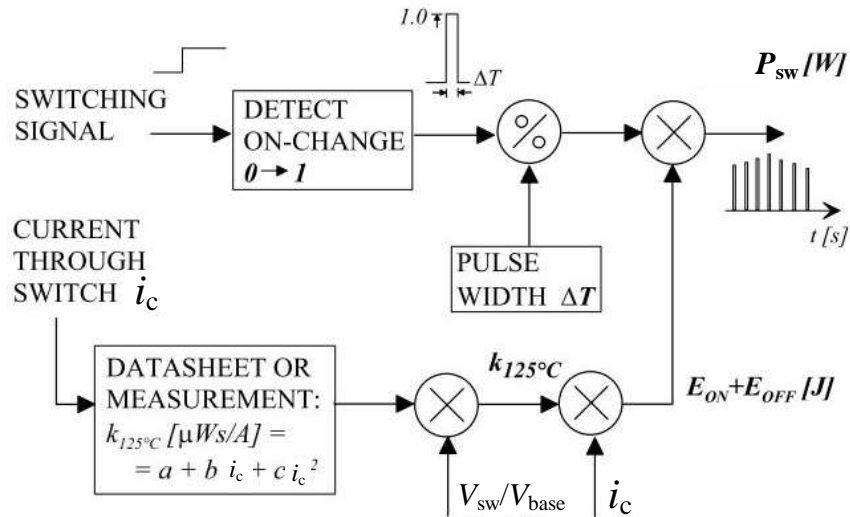 1.0
ΔT
P_sw [W]
SWITCHING
SIGNAL
DETECT
ON-CHANGE
0→1
t [s]
CURRENT
THROUGH
SWITCH i_c
PULSE
WIDTH ΔT
DATASHEET OR
MEASUREMENT:
k_125°C [μWs/A] =
= a + b i_c + c i_c²
k_125°C
E_ON+E_OFF [J]
V_sw/V_base
i_c